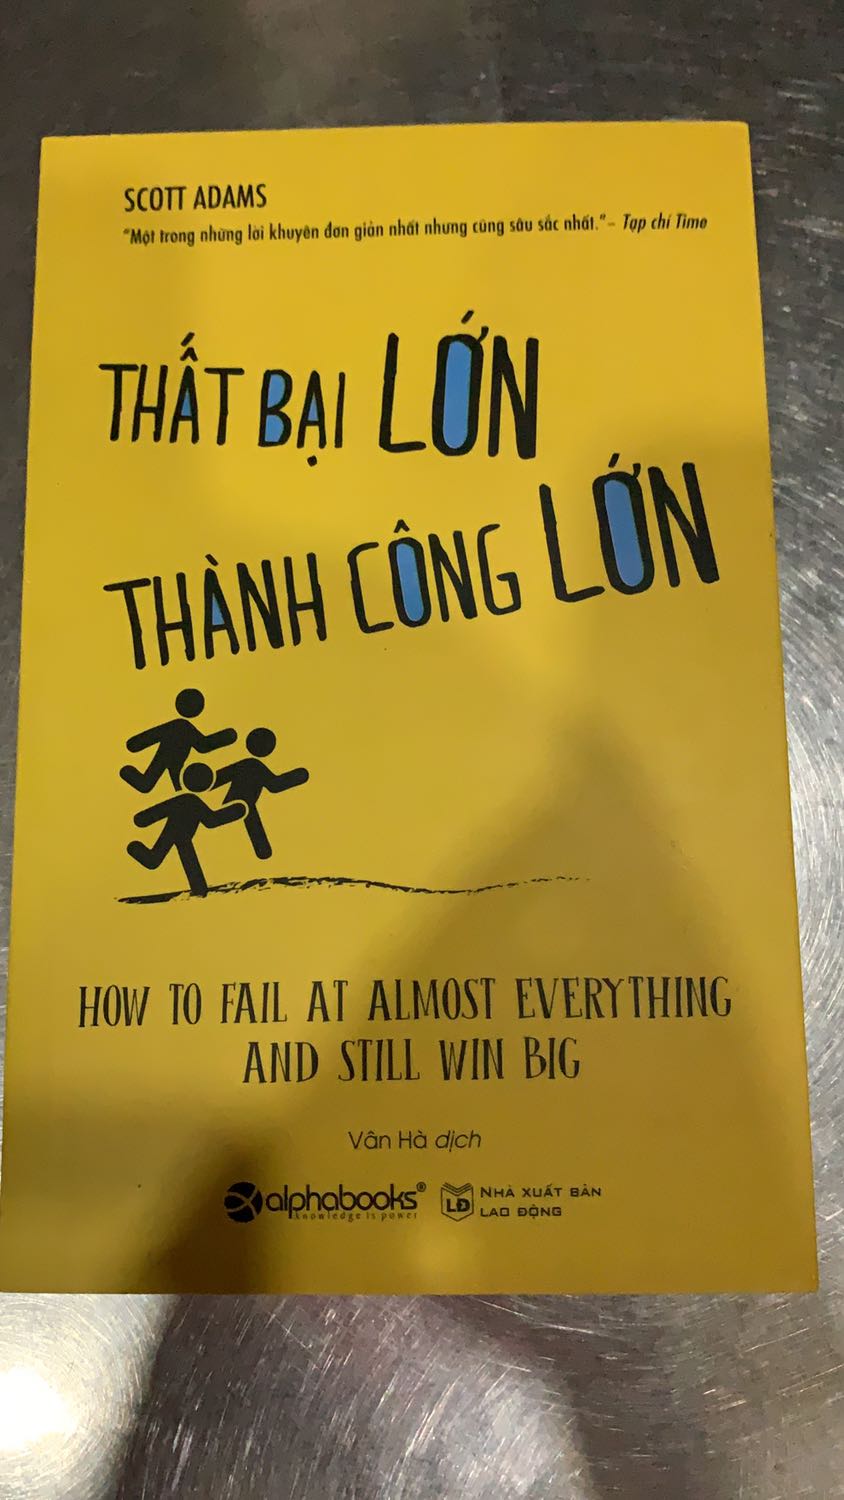 SCOTT ADAMS
"Một trong những lời khuyên đơn giản nhất nhưng cũng sâu sắc nhất." - Tạp chí Time
THẤT BẠI LỚN
THÀNH CÔNG LỚN
HOW TO FAIL AT ALMOST EVERYTHING
AND STILL WIN BIG
Vân Hà dịch
alphabooks®
knowledge is power
LĐ
NHÀ XUẤT BẢN
LAO ĐỘNG